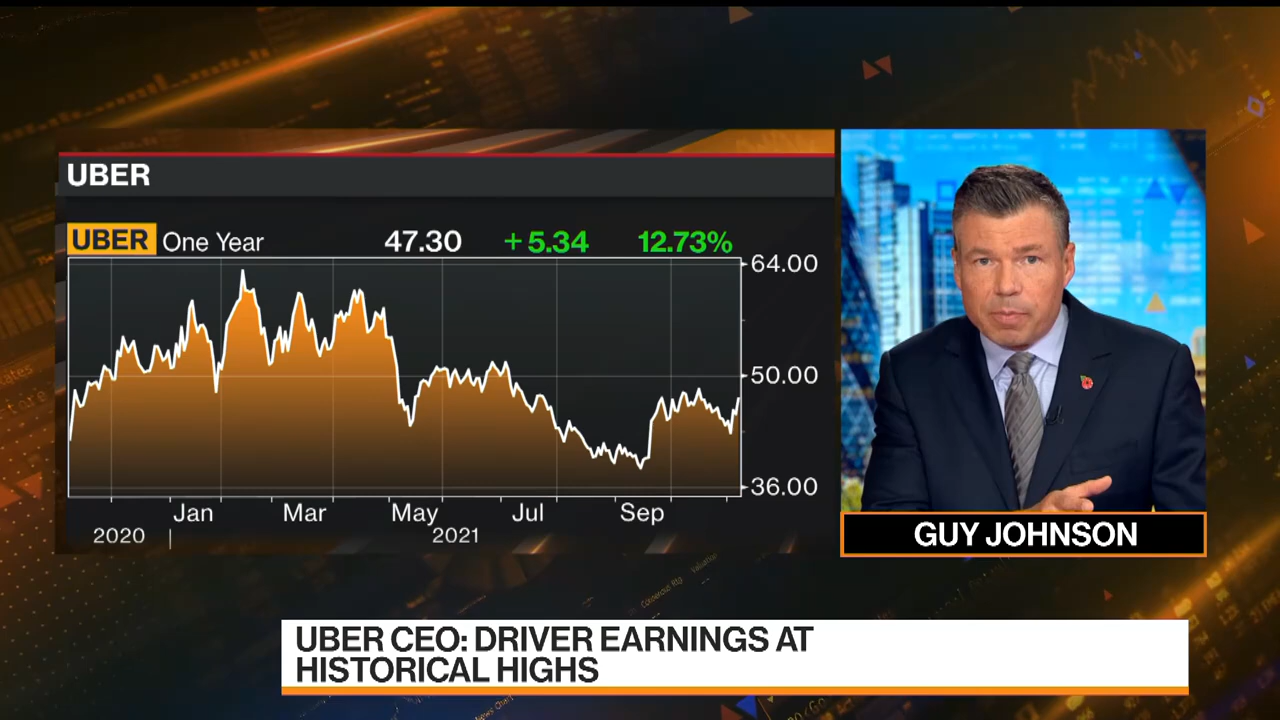 UBER
UBER One Year 47.30 +5.34 12.73%
64.00
50.00
36.00
Jan Mar May Jul Sep
2020 2021
GUY JOHNSON
UBER CEO: DRIVER EARNINGS AT
HISTORICAL HIGHS